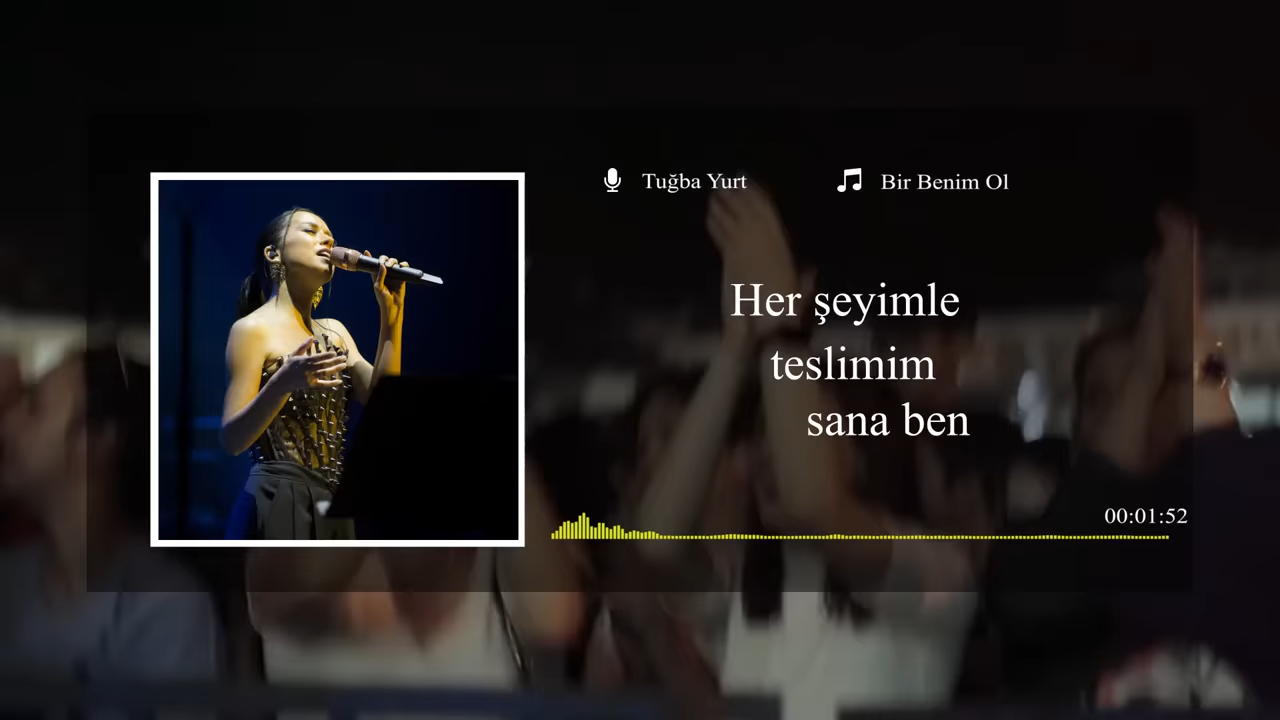 Tuğba Yurt
Bir Benim Ol
Her şeyimle
teslimim
sana ben
00:01:52